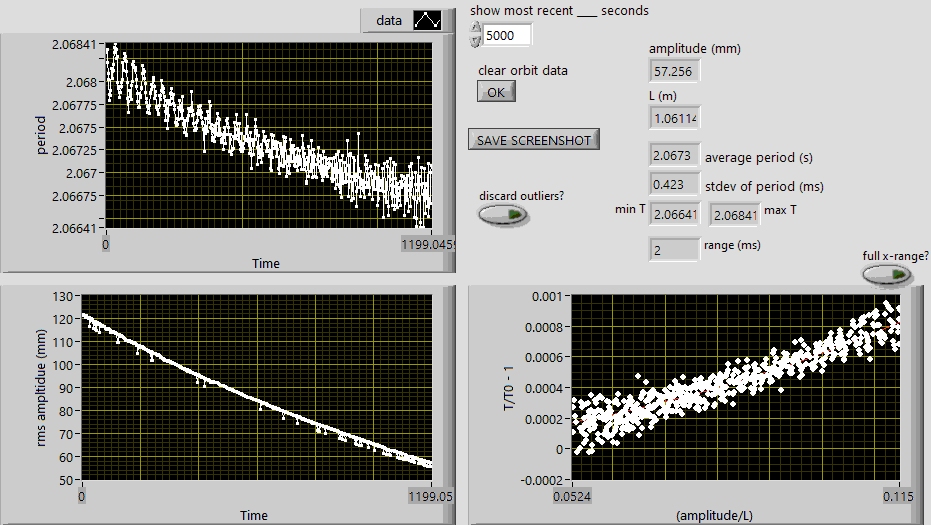 show most recent ___ seconds
5000
data
clear orbit data
OK
SAVE SCREENSHOT
discard outliers?
amplitude (mm)
57.256
L (m)
1.06114
2.0673 average period (s)
0.423 stdev of period (ms)
min T 2.06641 2.06841 max T
2 range (ms)
full x-range?
period
2.06841
2.068
2.06775
2.0675
2.06725
2.067
2.06675
2.06641
0 1199.0459
Time
rms ampltidue (mm)
130
120
110
100
90
80
70
60
50
0 1199.05
Time
T/T0 - 1
0.001
0.0008
0.0006
0.0004
0.0002
0
-0.0002
0.0524 0.115
(amplitude/L)